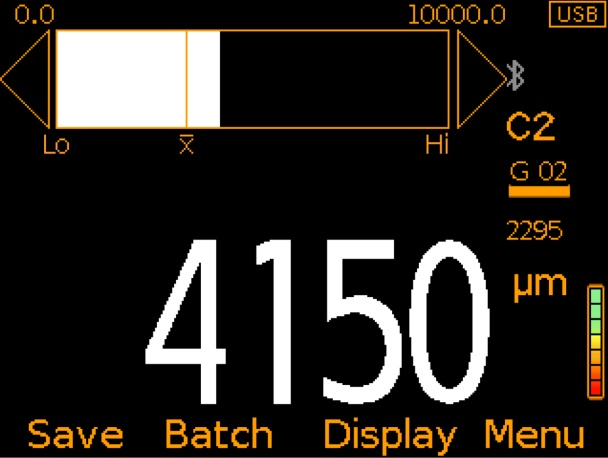 0.0 10000.0 USB
Lo x̅ Hi
C2
G 02
2295
µm
4150
Save Batch Display Menu